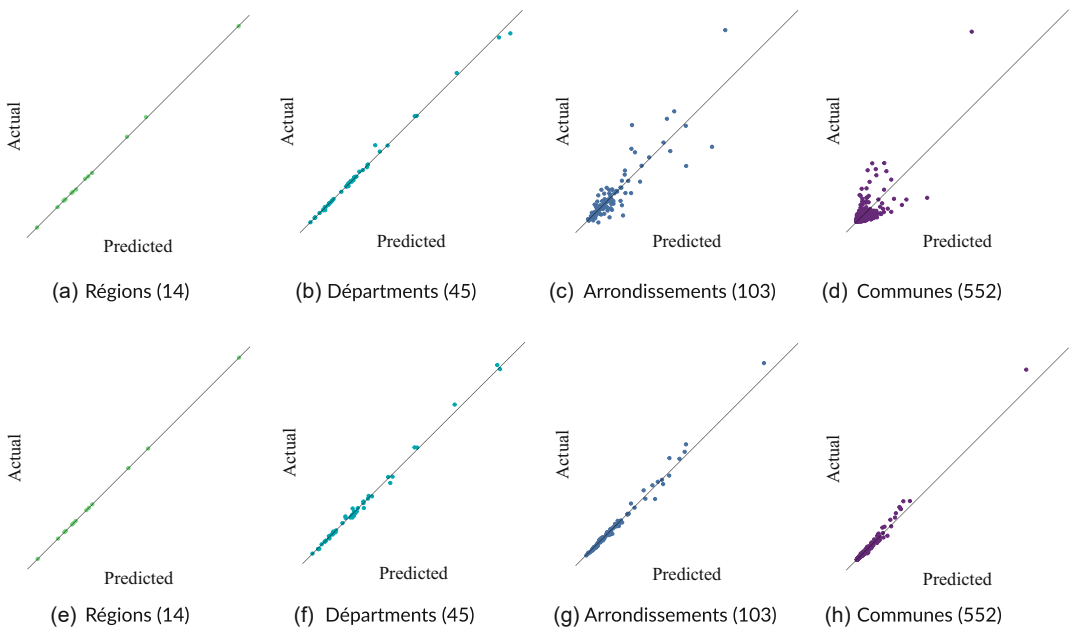 Actual
Actual
Actual
Actual
Predicted
Predicted
Predicted
Predicted
(a) Régions (14)
(b) Départments (45)
(c) Arrondissements (103)
(d) Communes (552)
Actual
Actual
Actual
Actual
Predicted
Predicted
Predicted
Predicted
(e) Régions (14)
(f) Départments (45)
(g) Arrondissements (103)
(h) Communes (552)